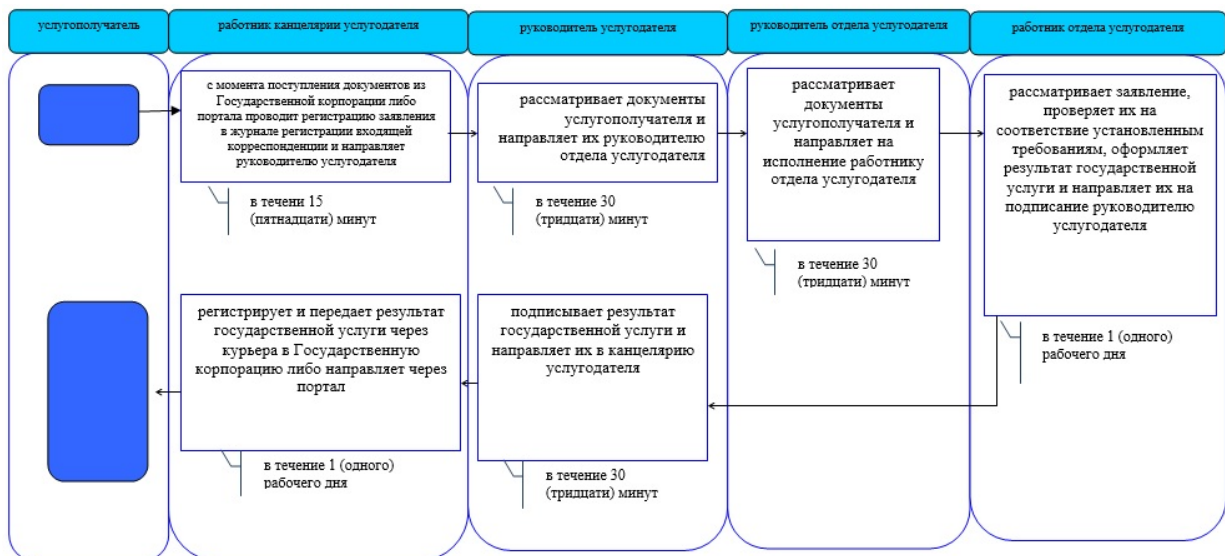 услугополучатель
работник канцелярии услугодателя
руководитель услугодателя
руководитель отдела услугодателя
работник отдела услугодателя
с момента поступления документов из
Государственной корпорации либо
портала проводит регистрацию заявления
в журнале регистрации входящей
корреспонденции и направляет
руководителю услугодателя
в течени 15
(пятнадцати) минут
рассматривает документы
услугополучателя и
направляет их руководителю
отдела услугодателя
в течение 30
(тридцати) минут
рассматривает
документы
услугополучателя и
направляет на
исполнение работнику
отдела услугодателя
в течение 30
(тридцати) минут
рассматривает заявление,
проверяет их на
соответствие установленным
требованиям, оформляет
результат государственной
услуги и направляет их на
подписание руководителю
услугодателя
в течение 1 (одного)
рабочего дня
регистрирует и передает результат
государственной услуги через
курьера в Государственную
корпорацию либо направляет через
портал
в течение 1 (одного)
рабочего дня
подписывает результат
государственной услуги и
направляет их в канцелярию
услугодателя
в течение 30
(тридцати) минут